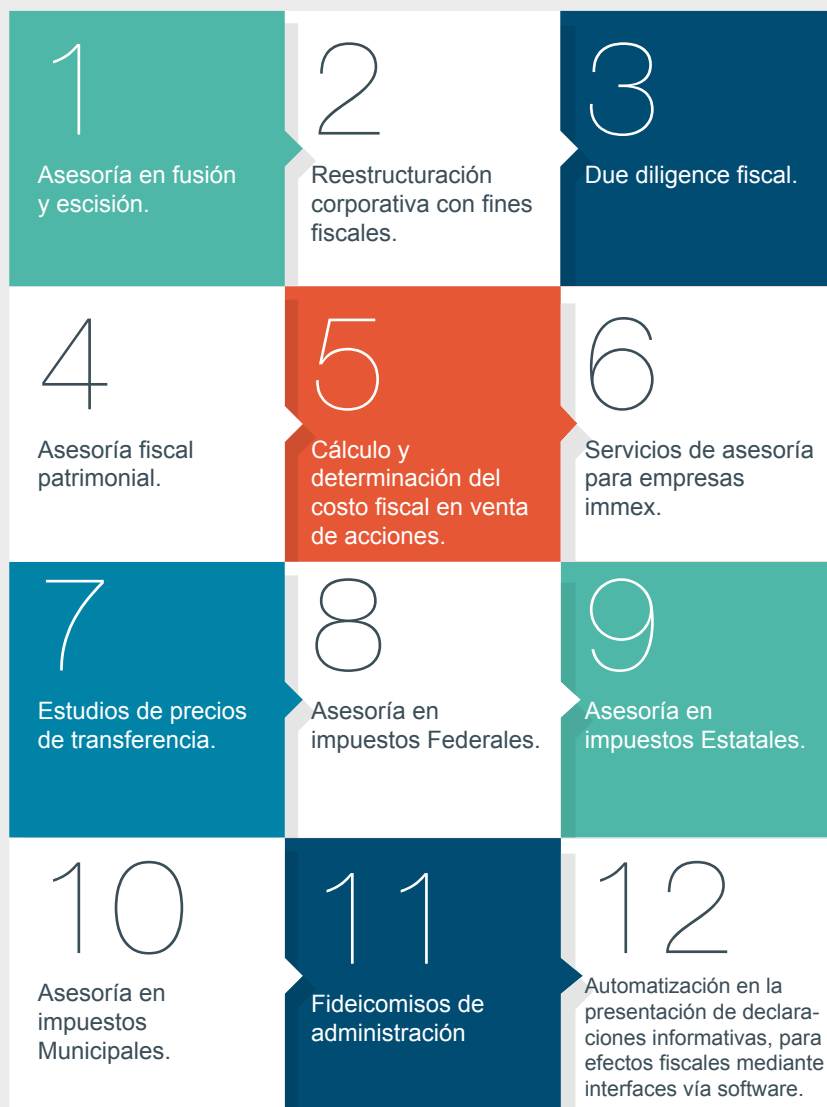 1
Asesoría en fusión
y escisión.
2
Reestructuración
corporativa con fines
fiscales.
3
Due diligence fiscal.
4
Asesoría fiscal
patrimonial.
5
Cálculo y
determinación del
costo fiscal en venta
de acciones.
6
Servicios de asesoría
para empresas
immex.
7
Estudios de precios
de transferencia.
8
Asesoría en
impuestos Federales.
9
Asesoría en
impuestos Estatales.
10
Asesoría en
impuestos
Municipales.
11
Fideicomisos de
administración
12
Automatización en la
presentación de declara-
ciones informativas, para
efectos fiscales mediante
interfaces vía software.